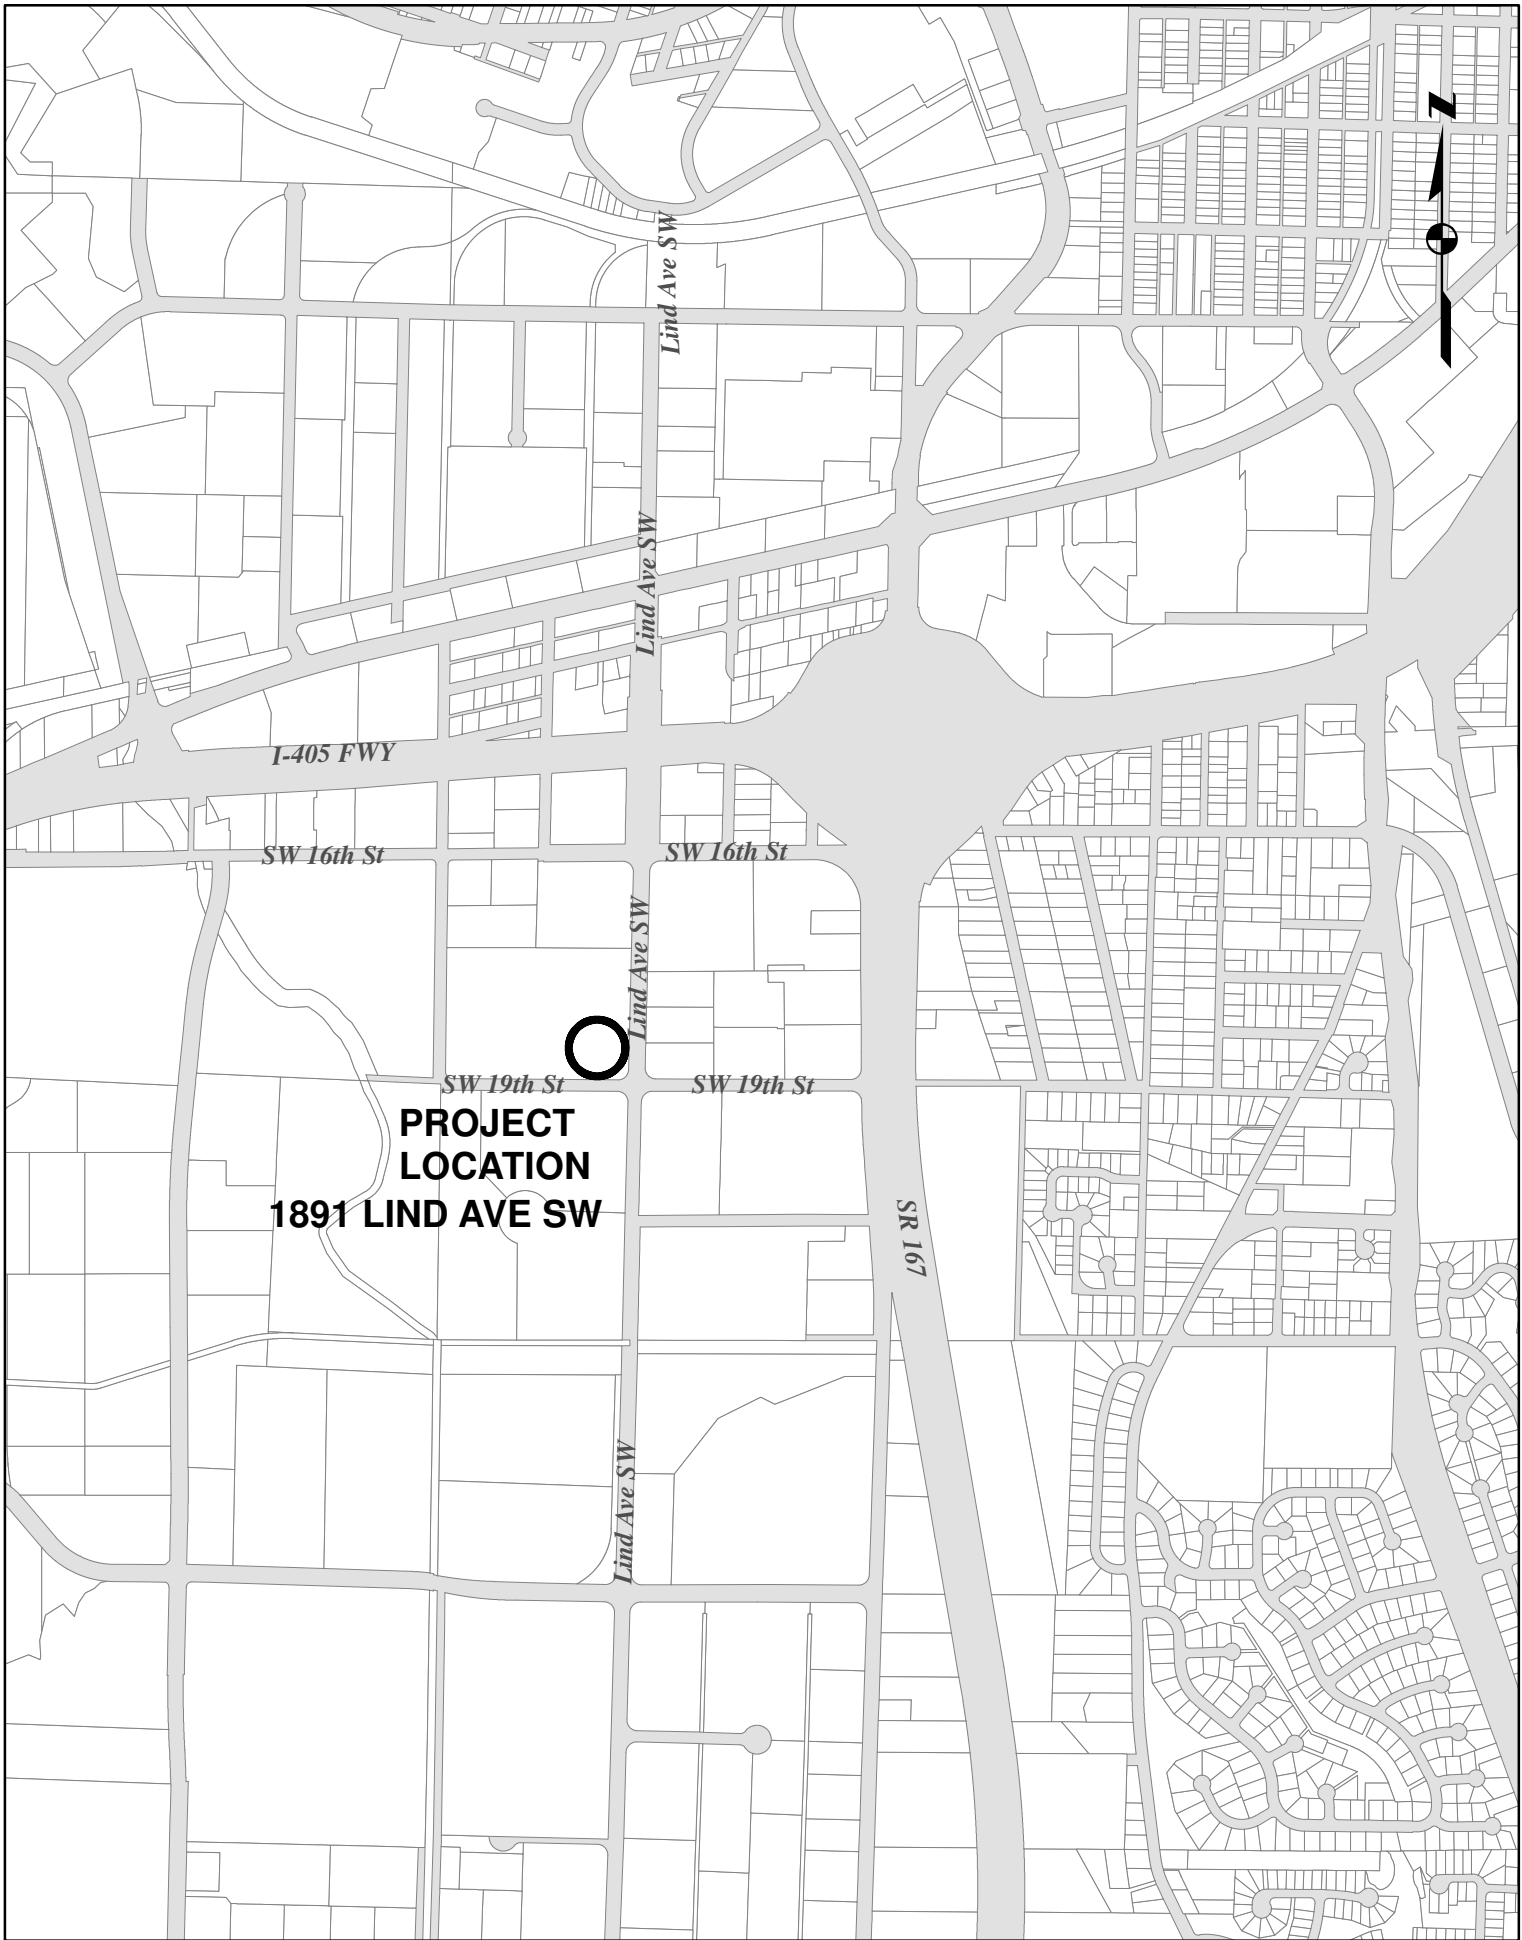 N
Lind Ave SW
Lind Ave SW
I-405 FWY
SW 16th St
SW 16th St
Lind Ave SW
SW 19th St
SW 19th St
PROJECT
LOCATION
1891 LIND AVE SW
SR 167
Lind Ave SW